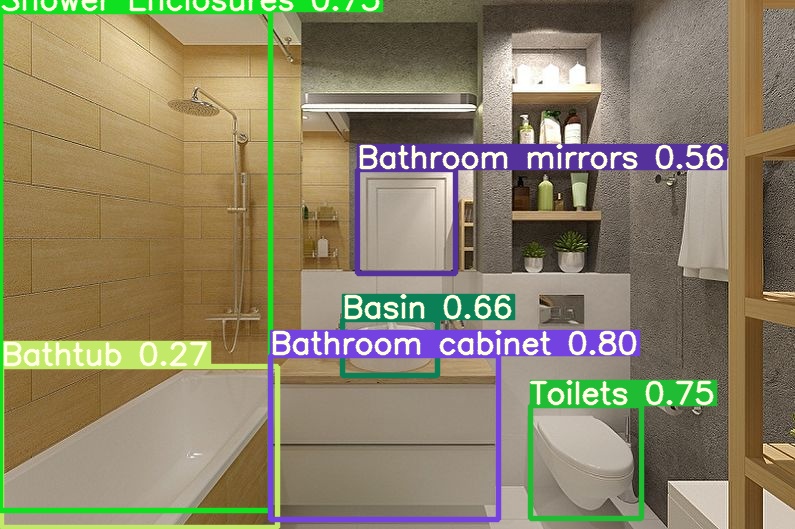 Shower Enclosures 0.75
Bathroom mirrors 0.56
Basin 0.66
Bathtub 0.27
Bathroom cabinet 0.80
Toilets 0.75